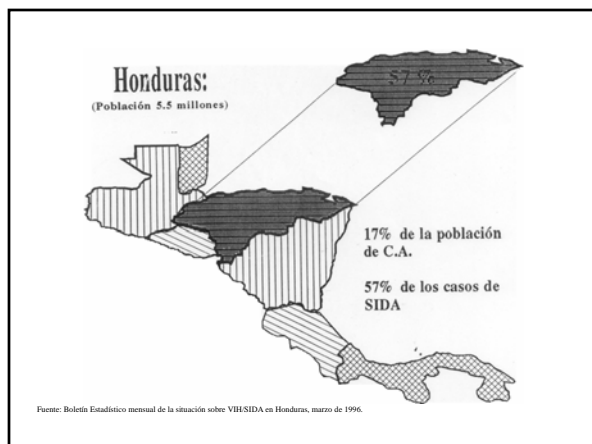 Honduras:
(Población 5.5 millones)
57%
17% de la población
de C.A.
57% de los casos de
SIDA
Fuente: Boletín Estadístico mensual de la situación sobre VIH/SIDA en Honduras, marzo de 1996.